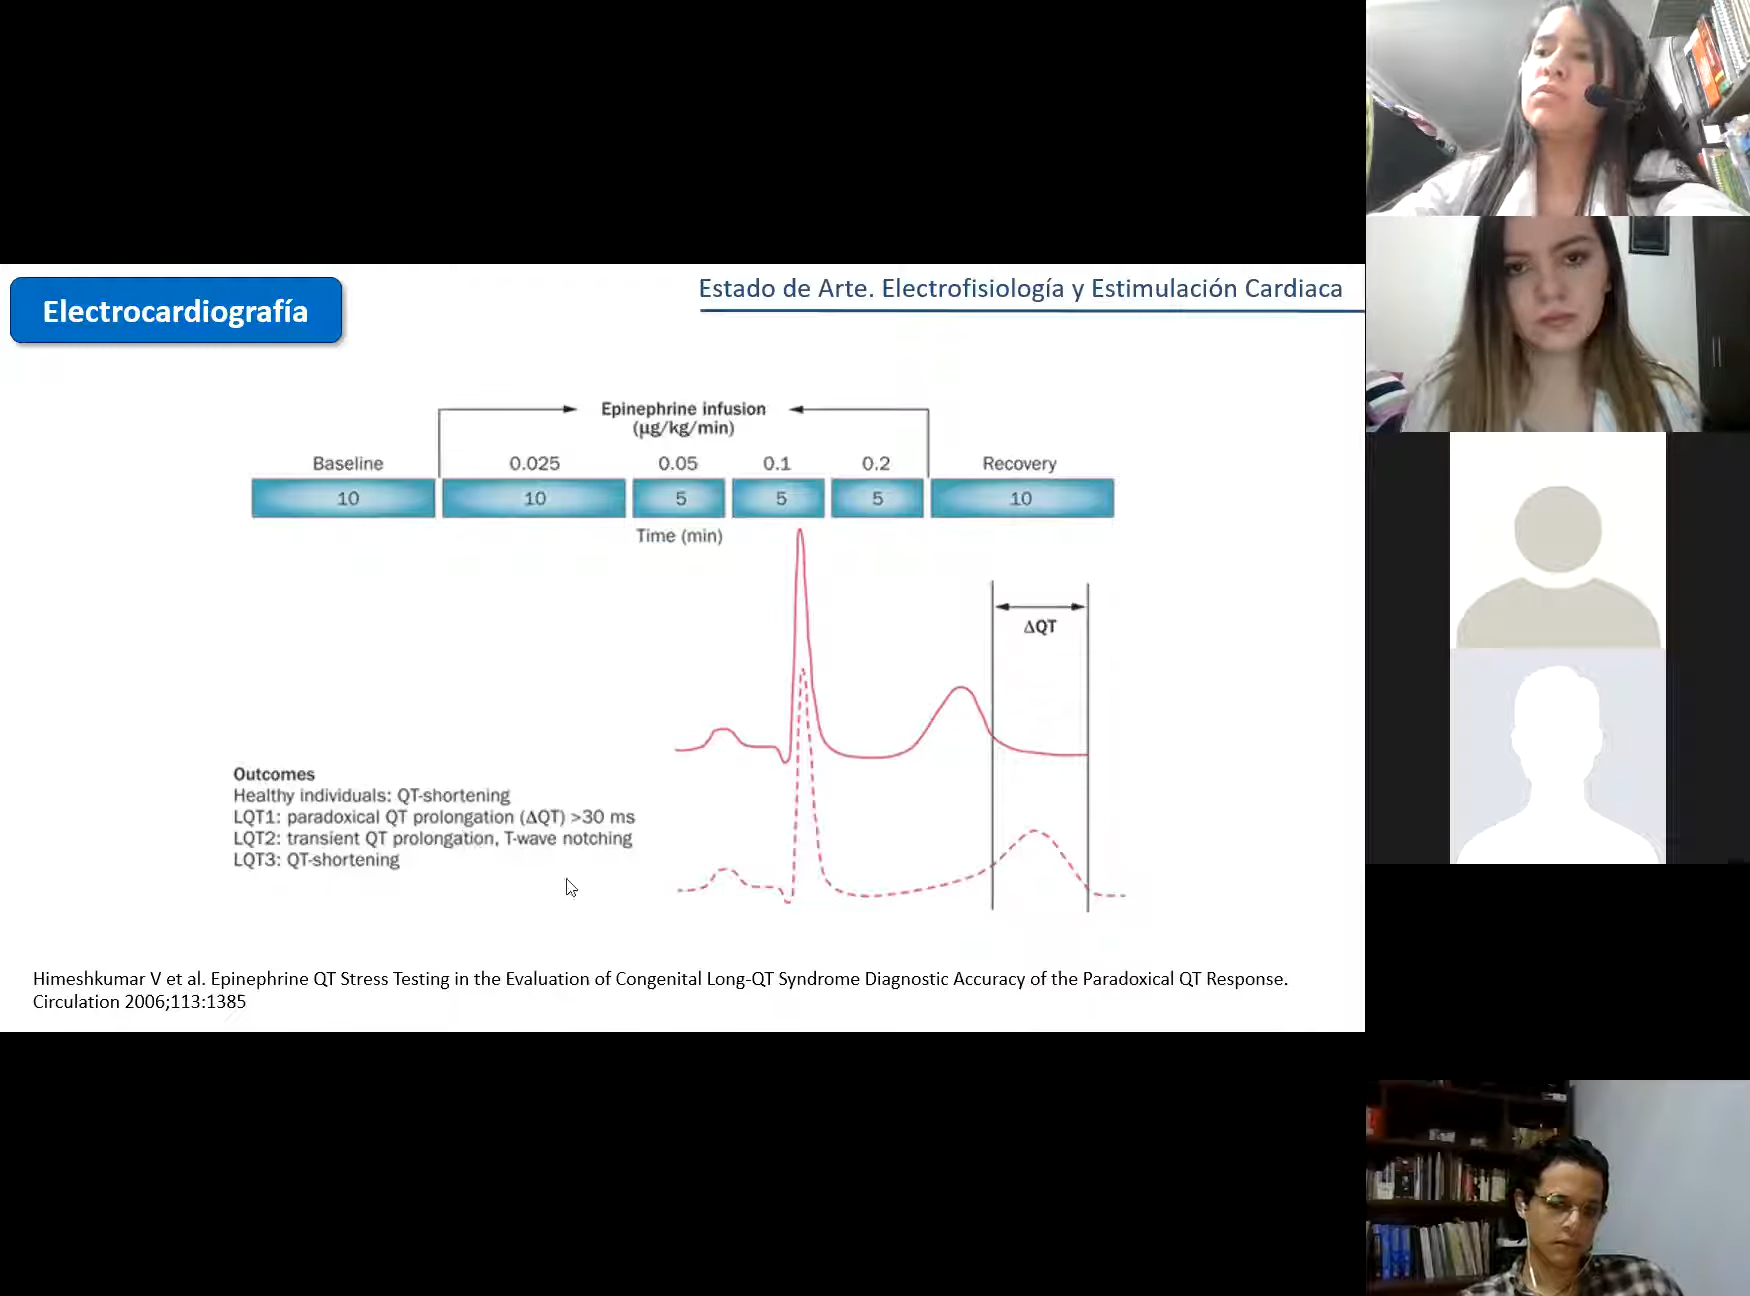 Electrocardiografía
Estado de Arte. Electrofisiología y Estimulación Cardiaca
Epinephrine infusion
(µg/kg/min)
Baseline 0.025 0.05 0.1 0.2 Recovery
10 10 5 5 5 10
Time (min)
ΔQT
Outcomes
Healthy individuals: QT-shortening
LQT1: paradoxical QT prolongation (ΔQT) >30 ms
LQT2: transient QT prolongation, T-wave notching
LQT3: QT-shortening
Himeshkumar V et al. Epinephrine QT Stress Testing in the Evaluation of Congenital Long-QT Syndrome Diagnostic Accuracy of the Paradoxical QT Response.
Circulation 2006;113:1385